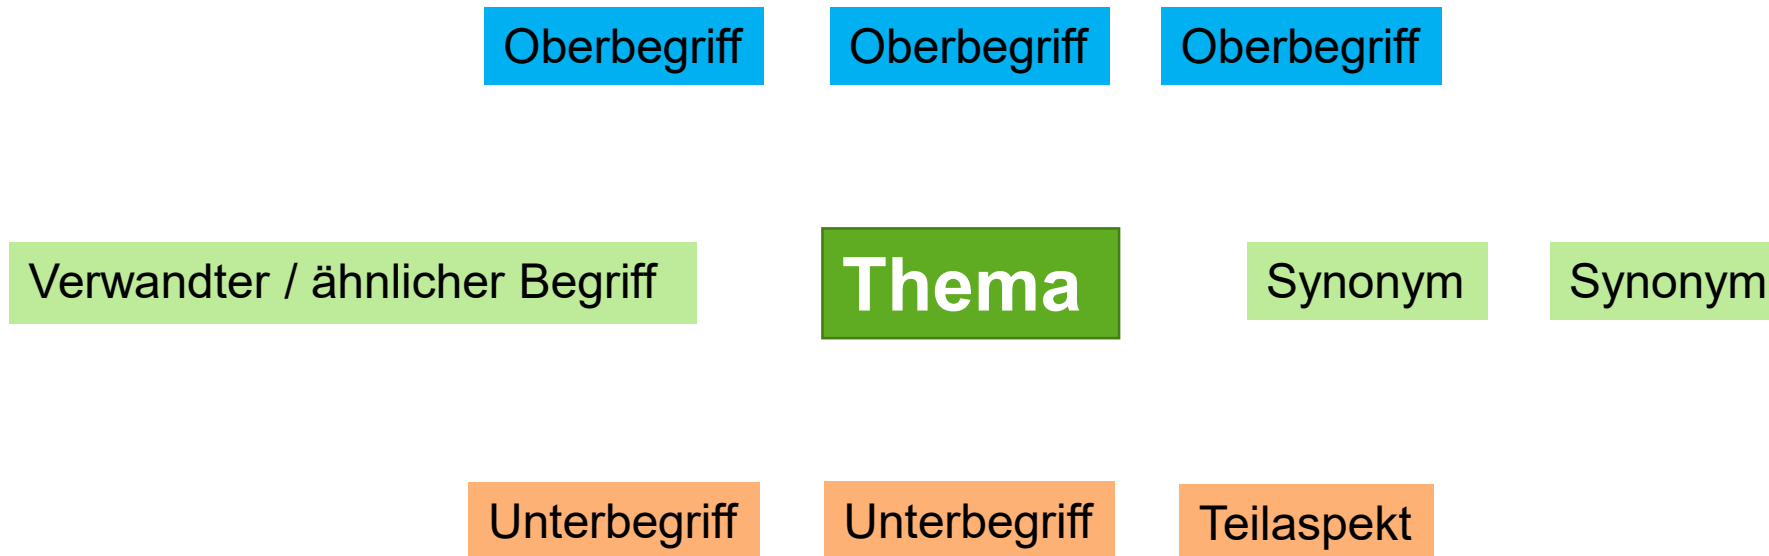 Oberbegriff Oberbegriff Oberbegriff
Verwandter / ähnlicher Begriff Thema Synonym Synonym
Unterbegriff Unterbegriff Teilaspekt